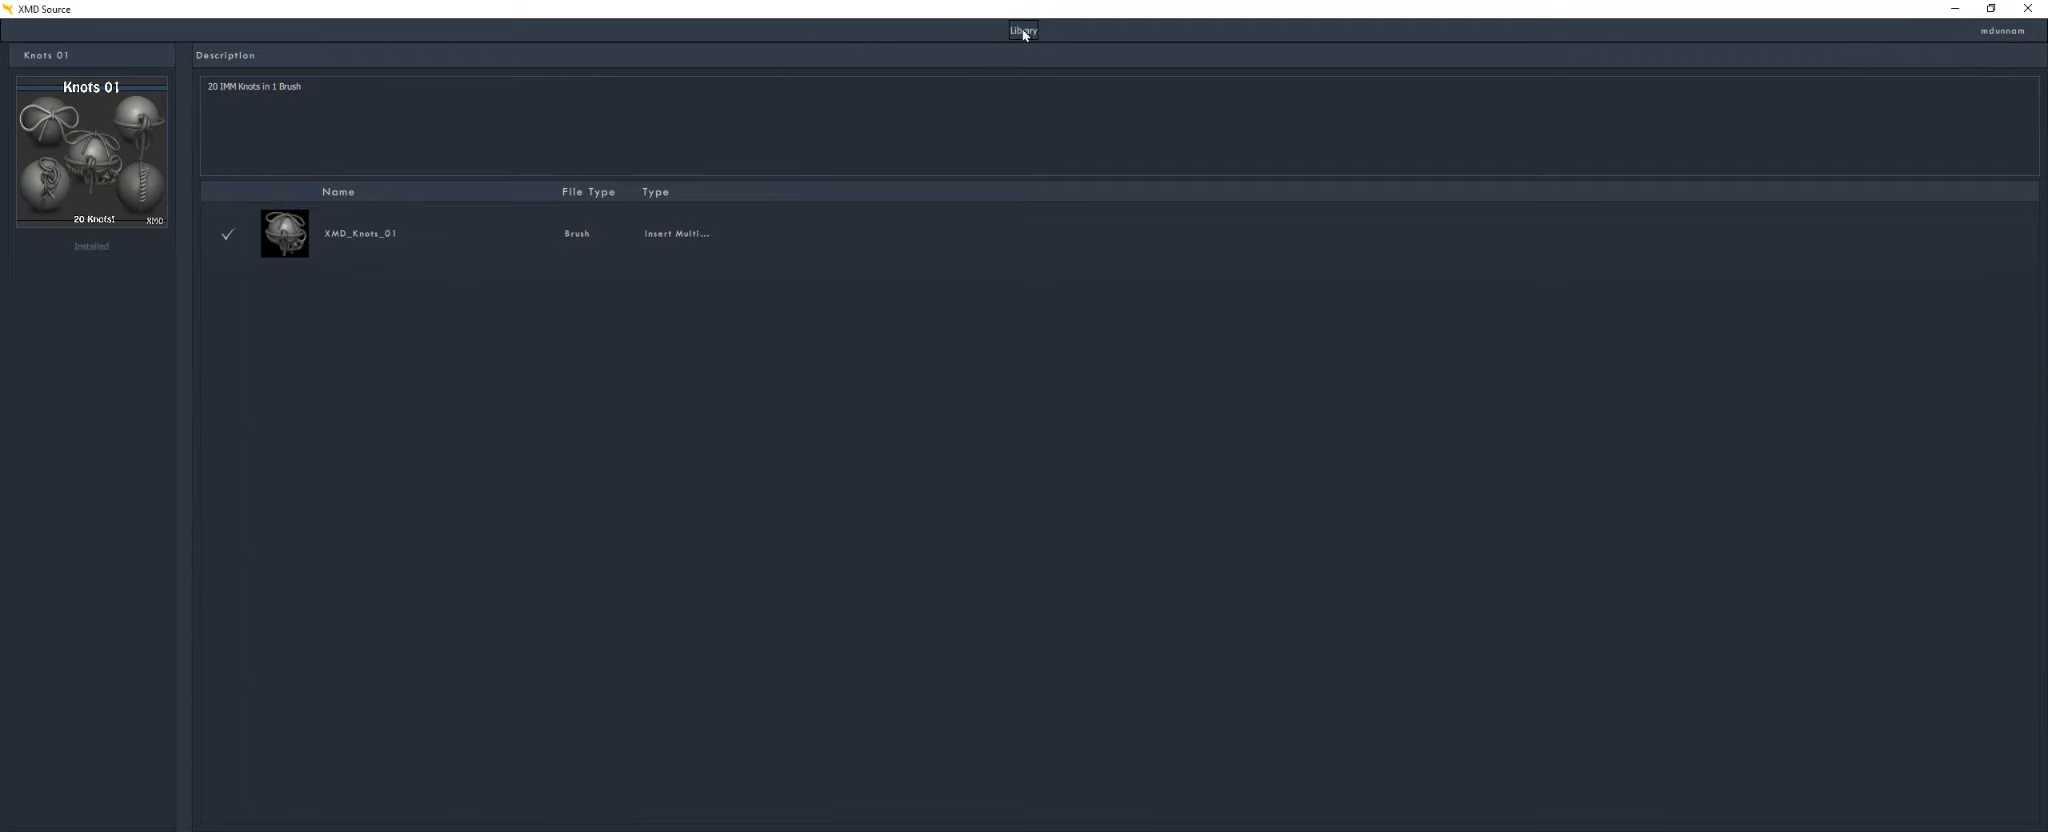 XMD Source
Library
mdunnam
Knots 01
Description
Knots 01
20 Knots!
XMD
Installed
20 IMM Knots in 1 Brush
Name File Type Type
XMD_Knots_01 Brush Insert Multi...